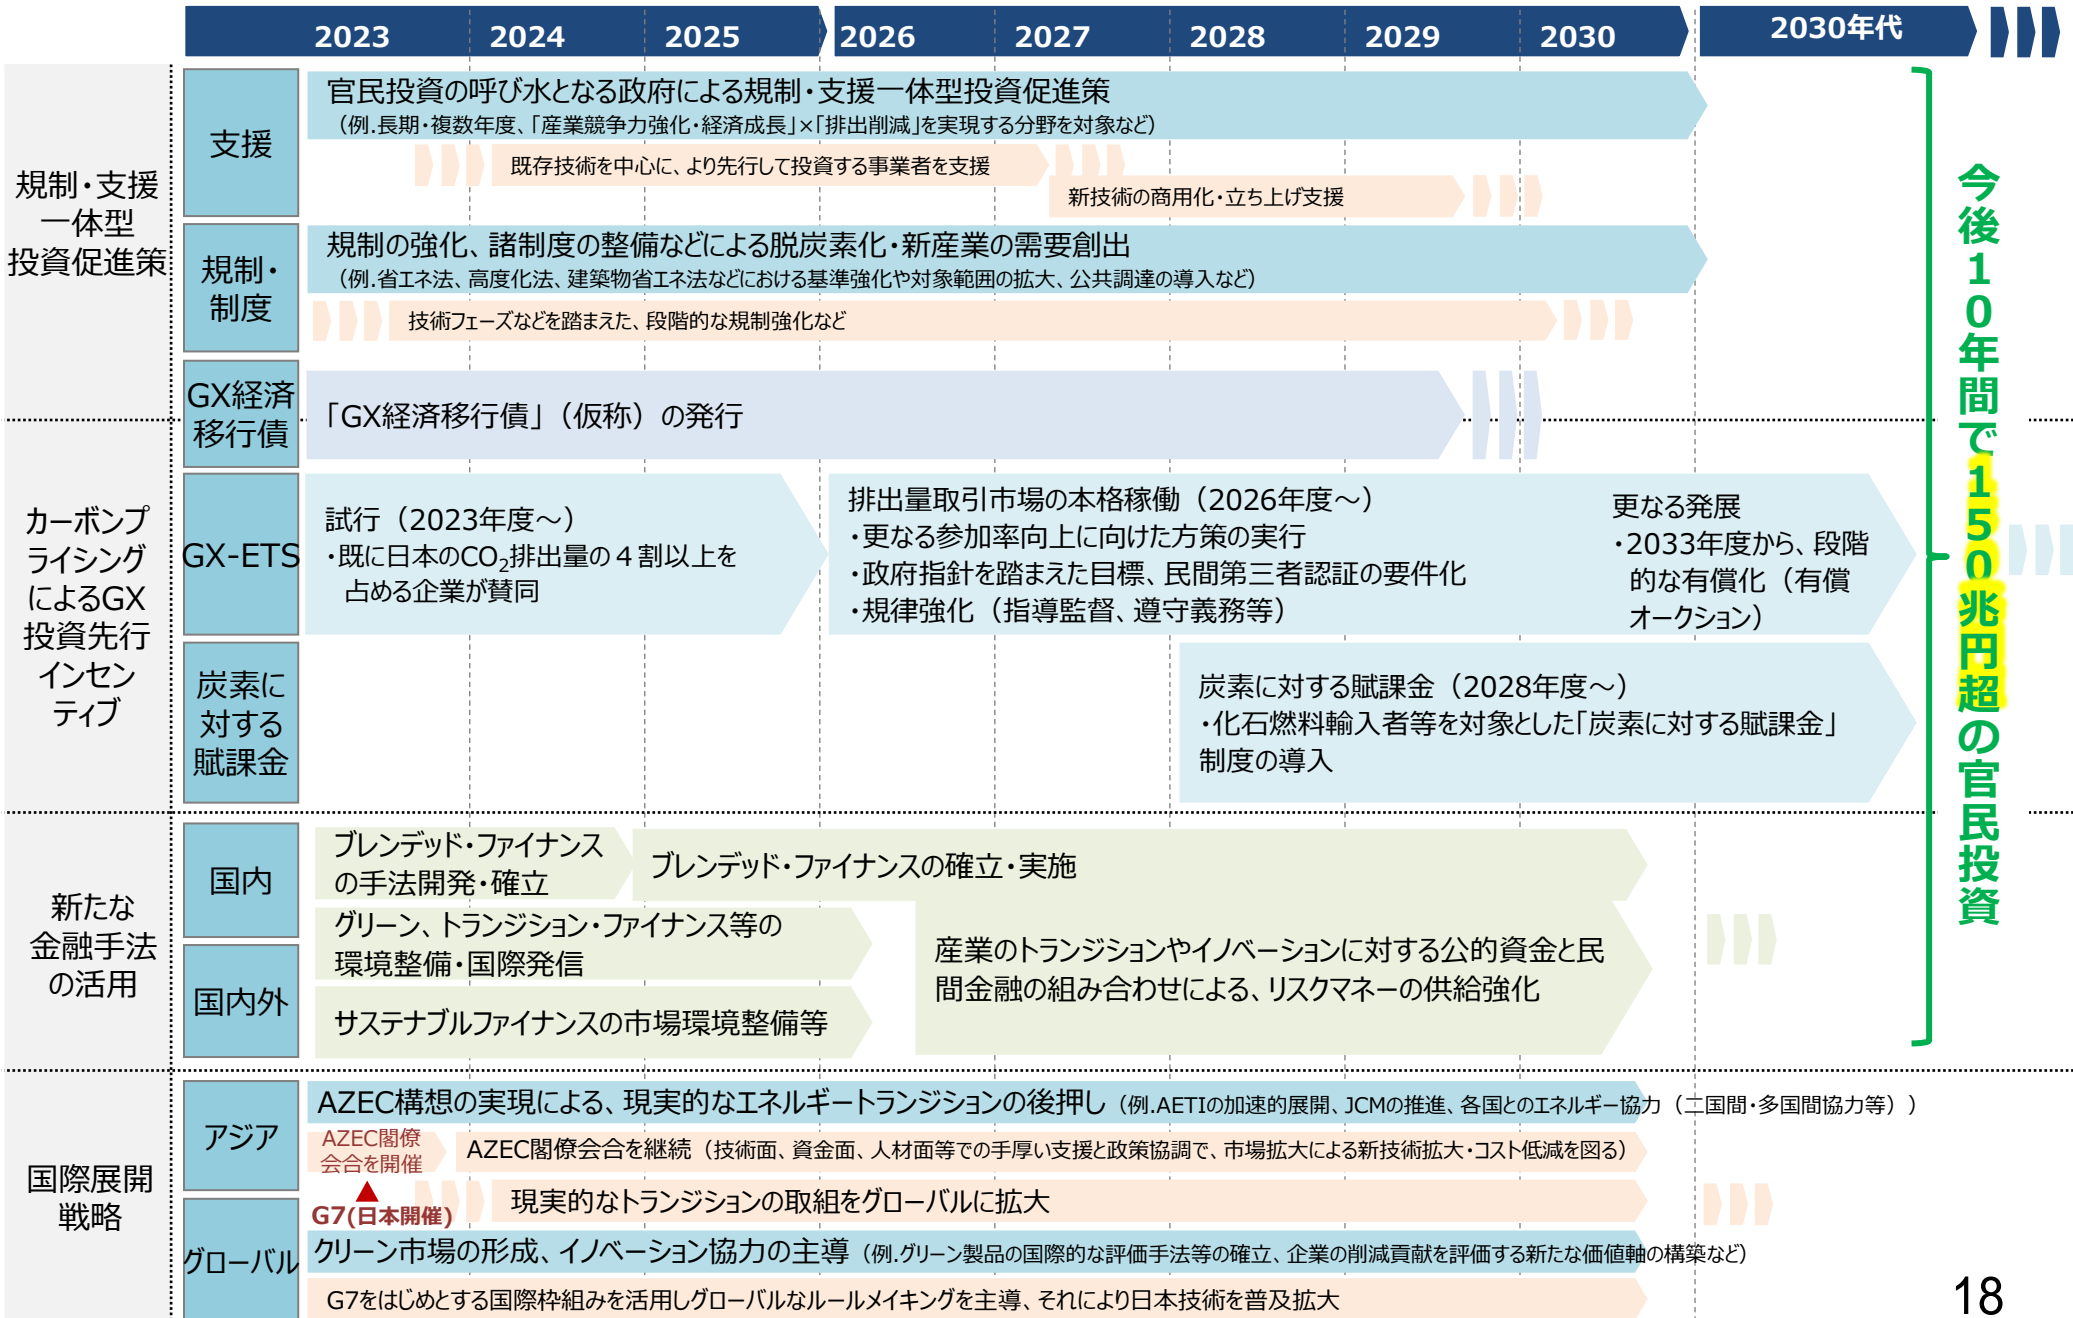 2023 2024 2025 2026 2027 2028 2029 2030 2030年代
規制・支援
一体型
投資促進策
支援
官民投資の呼び水となる政府による規制・支援一体型投資促進策
（例.長期・複数年度、「産業競争力強化・経済成長」×「排出削減」を実現する分野を対象など）
既存技術を中心に、より先行して投資する事業者を支援
新技術の商用化・立ち上げ支援
規制・
制度
規制の強化、諸制度の整備などによる脱炭素化・新産業の需要創出
（例.省エネ法、高度化法、建築物省エネ法などにおける基準強化や対象範囲の拡大、公共調達の導入など）
技術フェーズなどを踏まえた、段階的な規制強化など
GX経済
移行債
「GX経済移行債」（仮称）の発行
カーボンプ
ライシング
によるGX
投資先行
インセン
ティブ
GX-ETS
試行（2023年度～）
・既に日本のCO2排出量の４割以上を
占める企業が賛同
排出量取引市場の本格稼働（2026年度～）
・更なる参加率向上に向けた方策の実行
・政府指針を踏まえた目標、民間第三者認証の要件化
・規律強化（指導監督、遵守義務等）
更なる発展
・2033年度から、段階
的な有償化（有償
オークション）
炭素に
対する
賦課金
炭素に対する賦課金（2028年度～）
・化石燃料輸入者等を対象とした「炭素に対する賦課金」
制度の導入
新たな
金融手法
の活用
国内
ブレンデッド・ファイナンス
の手法開発・確立
ブレンデッド・ファイナンスの確立・実施
国内外
グリーン、トランジション・ファイナンス等の
環境整備・国際発信
サステナブルファイナンスの市場環境整備等
産業のトランジションやイノベーションに対する公的資金と民
間金融の組み合わせによる、リスクマネーの供給強化
国際展開
戦略
アジア
AZEC構想の実現による、現実的なエネルギートランジションの後押し（例.AETIの加速的展開、JCMの推進、各国とのエネルギー協力（二国間・多国間協力等））
AZEC閣僚
会合を開催
AZEC閣僚会合を継続（技術面、資金面、人材面等での手厚い支援と政策協調で、市場拡大による新技術拡大・コスト低減を図る）
G7(日本開催)
現実的なトランジションの取組をグローバルに拡大
グローバル
クリーン市場の形成、イノベーション協力の主導（例.グリーン製品の国際的な評価手法等の確立、企業の削減貢献を評価する新たな価値軸の構築など）
G7をはじめとする国際枠組みを活用しグローバルなルールメイキングを主導、それにより日本技術を普及拡大
今後１０年間で１５０兆円超の官民投資
18